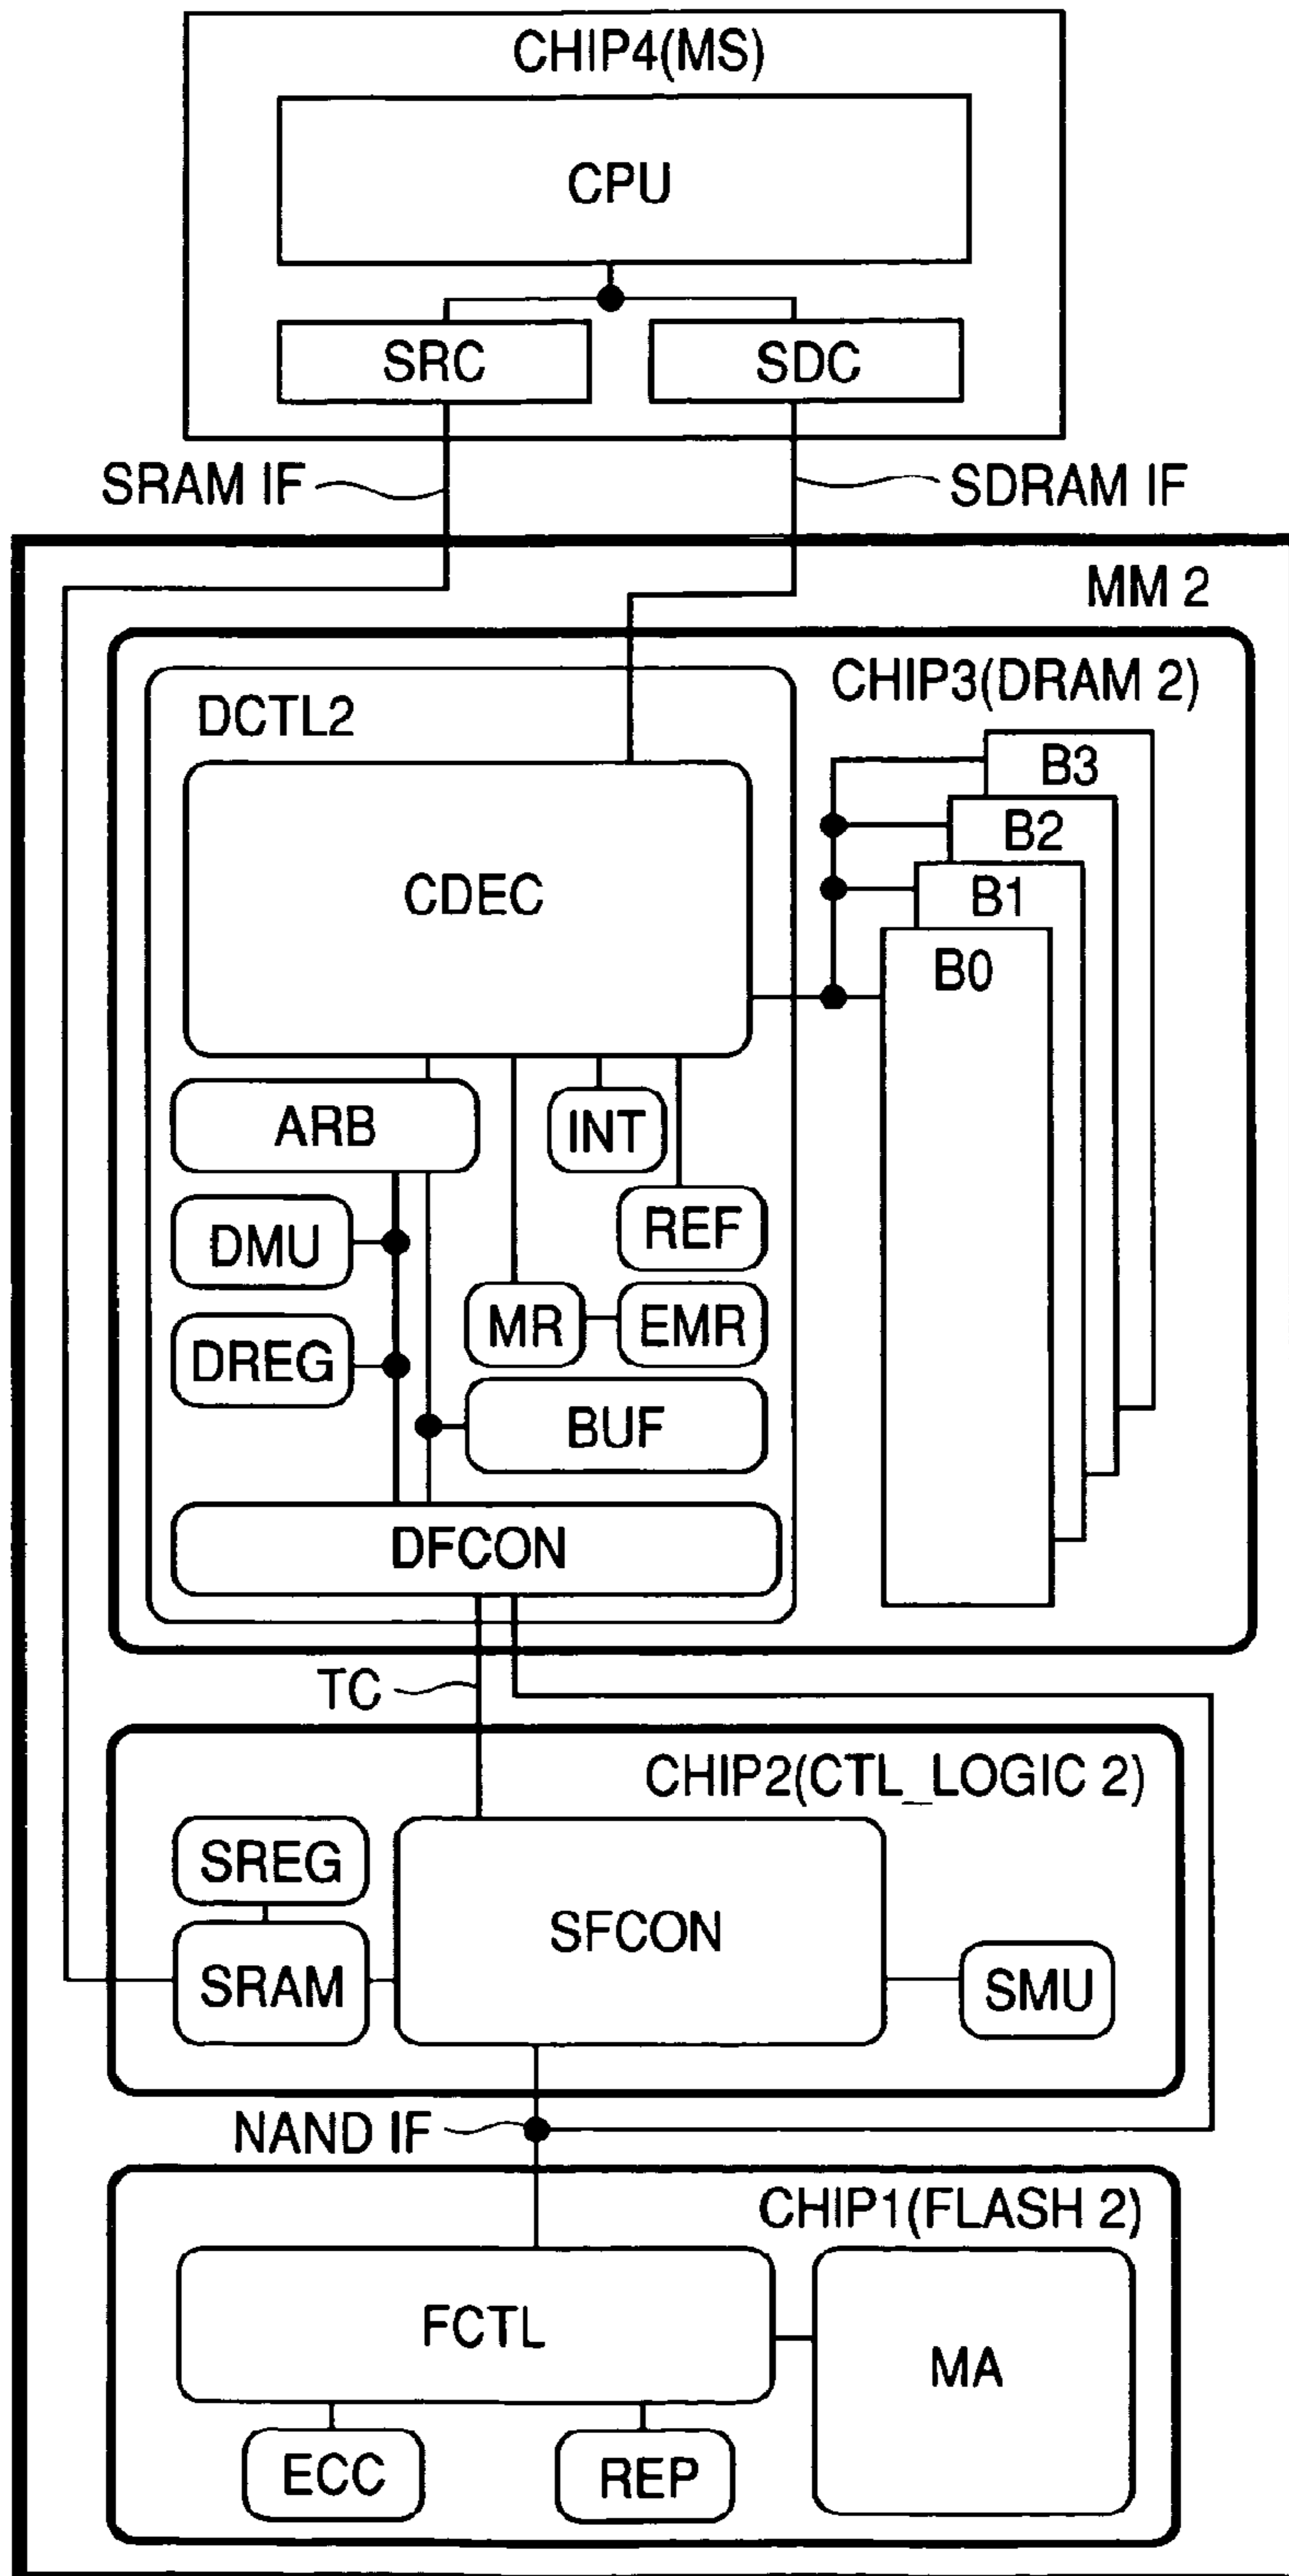 CHIP4(MS)
CPU
SRC
SDC
SRAM IF
SDRAM IF
MM 2
CHIP3(DRAM 2)
DCTL2
B3
B2
CDEC
B1
B0
ARB
INT
DMU
REF
MR
EMR
DREG
BUF
DFCON
TC
CHIP2(CTL_LOGIC 2)
SREG
SFCON
SRAM
SMU
NAND IF
CHIP1(FLASH 2)
FCTL
MA
ECC
REP